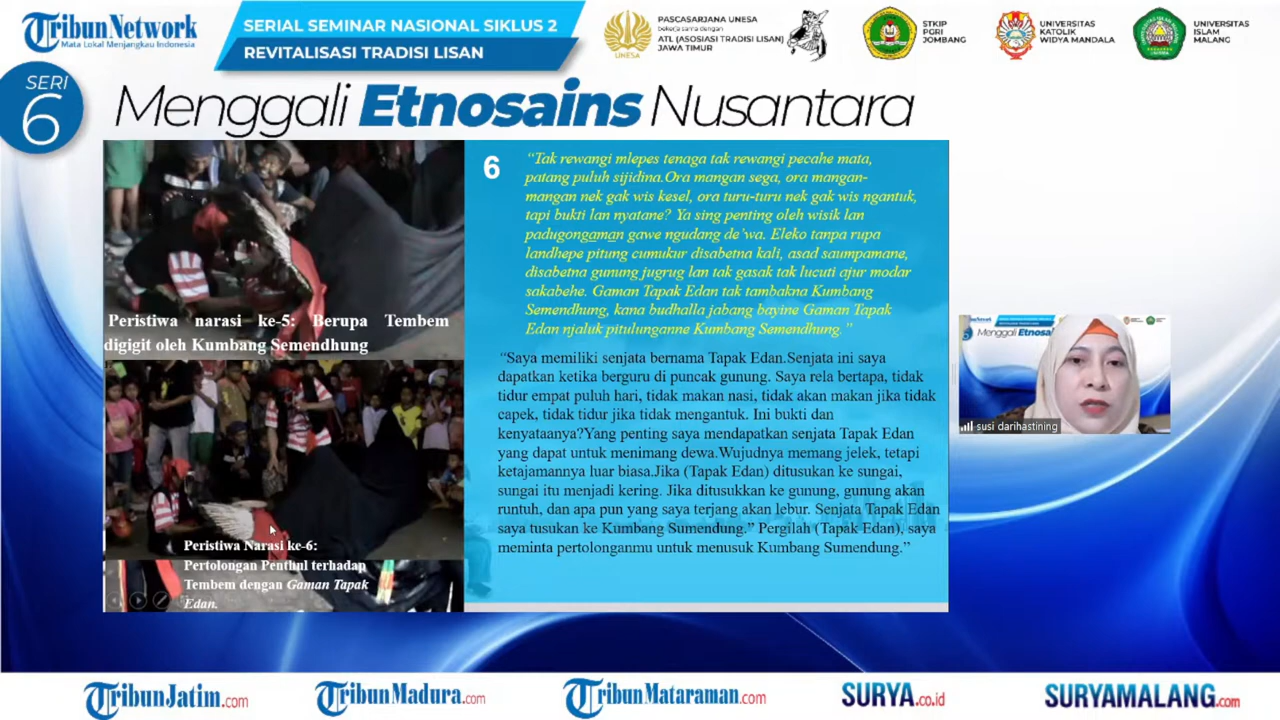 Tribun Network
Mata Lokal Menjangkau Indonesia
SERIAL SEMINAR NASIONAL SIKLUS 2
REVITALISASI TRADISI LISAN
UNESA
PASCASARJANA UNESA
bekerja sama dengan
ATL (ASOSIASI TRADISI LISAN)
JAWA TIMUR
STKIP
PGRI
JOMBANG
UNIVERSITAS
KATOLIK
WIDYA MANDALA
UNIVERSITAS
ISLAM
MALANG
SERI
6
Menggali Etnosains Nusantara
Peristiwa narasi ke-5: Berupa Tembem
digigit oleh Kumbang Semendhung
Peristiwa Narasi ke-6:
Pertolongan Penthul terhadap
Tembem dengan Gaman Tapak
Edan.
6
“Tak rewangi mlepes tenaga tak rewangi pecahe mata,
patang puluh sijidina.Ora mangan sega, ora mangan-
mangan nek gak wis kesel, ora turu-turu nek gak wis ngantuk,
tapi bukti lan nyatane? Ya sing penting oleh wisik lan
padugongaman gawe ngudang de’wa. Eleko tanpa rupa
landhepe pitung cumukur disabetna kali, asad saumpamane,
disabetna gunung jugrug lan tak gasak tak lucuti ajur modar
sakabehe. Gaman Tapak Edan tak tambakna Kumbang
Semendhung, kana budhalla jabang bayine Gaman Tapak
Edan njaluk pitulunganne Kumbang Semendhung.”
“Saya memiliki senjata bernama Tapak Edan.Senjata ini saya
dapatkan ketika berguru di puncak gunung. Saya rela bertapa, tidak
tidur empat puluh hari, tidak makan nasi, tidak akan makan jika tidak
capek, tidak tidur jika tidak mengantuk. Ini bukti dan
kenyataanya?Yang penting saya mendapatkan senjata Tapak Edan
yang dapat untuk menimang dewa.Wujudnya memang jelek, tetapi
ketajamannya luar biasa.Jika (Tapak Edan) ditusukan ke sungai,
sungai itu menjadi kering. Jika ditusukkan ke gunung, gunung akan
runtuh, dan apa pun yang saya terjang akan lebur. Senjata Tapak Edan
saya tusukan ke Kumbang Sumendung.” Pergilah (Tapak Edan), saya
meminta pertolonganmu untuk menusuk Kumbang Sumendung.”
susi darihastining
TribunJatim.com
TribunMadura.com
TribunMataraman.com
SURYA.co.id
SURYAMALANG.com